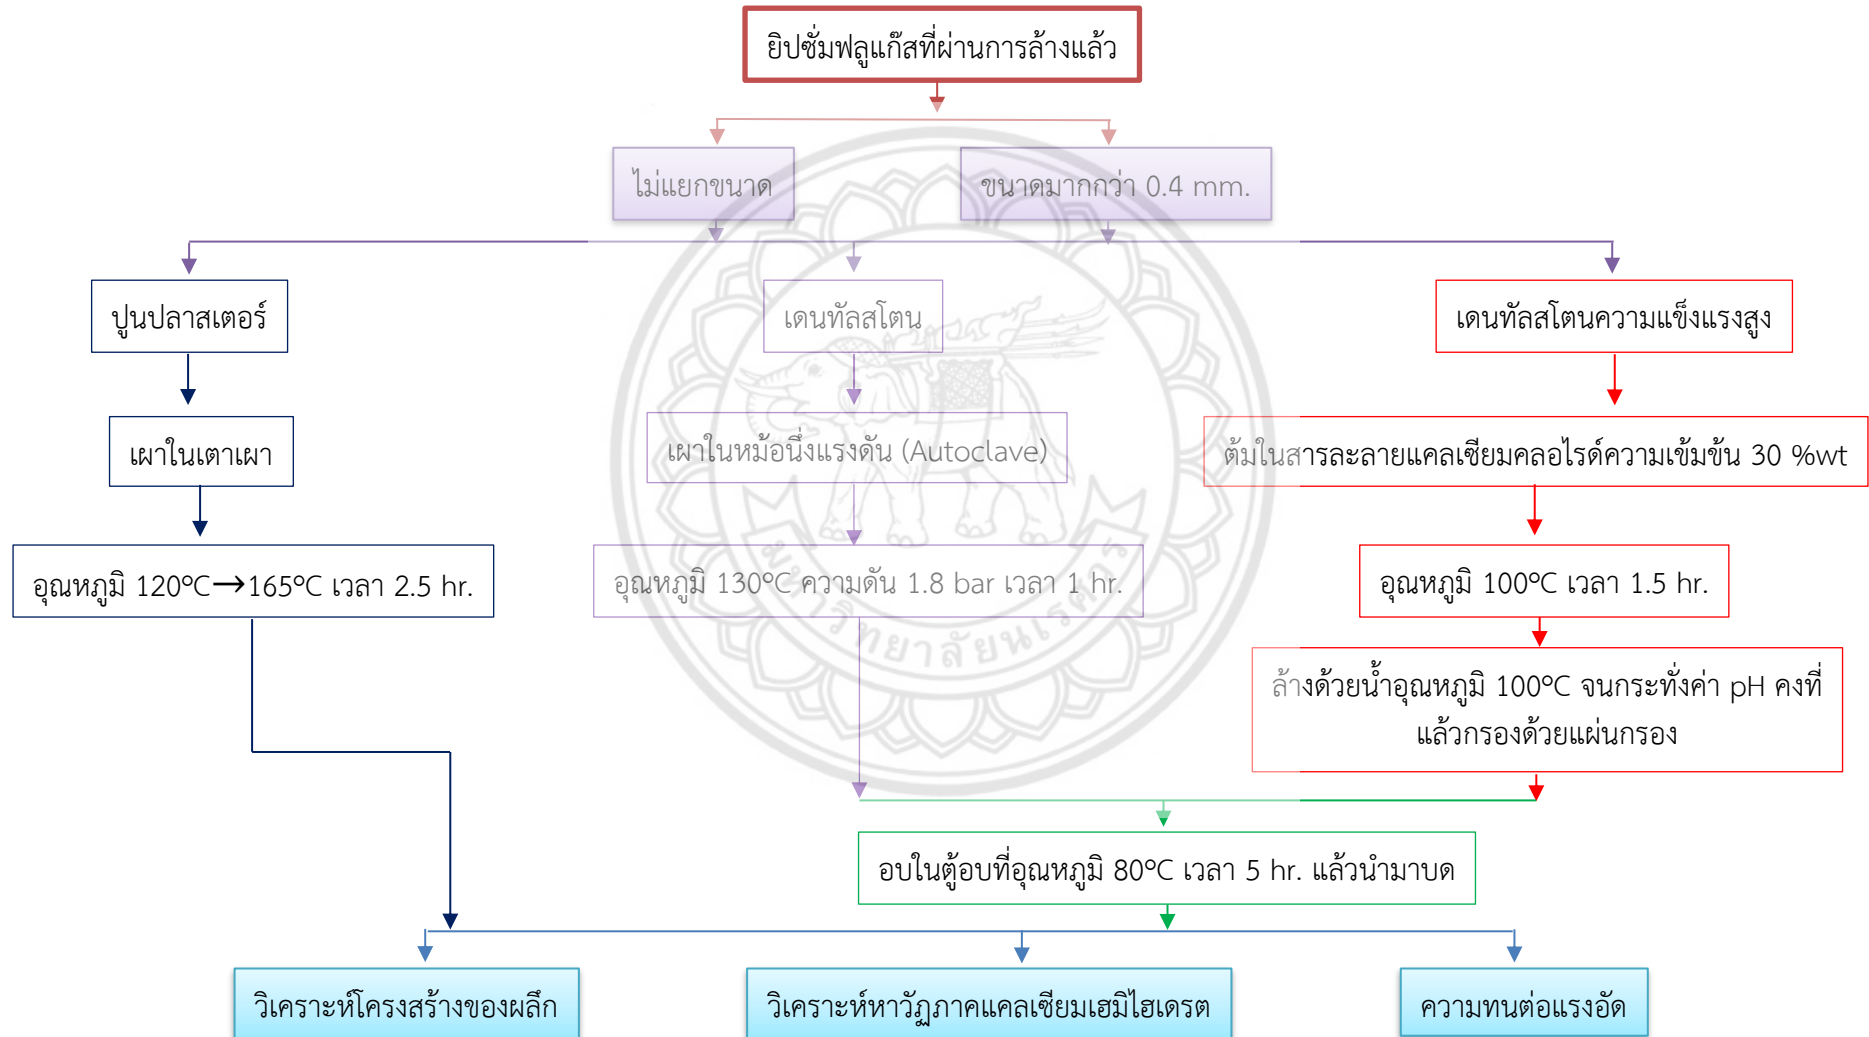 ยิปซั่มฟลูแก๊สที่ผ่านการล้างแล้ว
ไม่แยกขนาด
ขนาดมากกว่า 0.4 mm.
ปูนปลาสเตอร์
เดนทัลสโตน
เดนทัลสโตนความแข็งแรงสูง
เผาในเตาเผา
เผาในหม้อนึ่งแรงดัน (Autoclave)
ต้มในสารละลายแคลเซียมคลอไรด์ความเข้มข้น 30 %wt
อุณหภูมิ 120°C→165°C เวลา 2.5 hr.
อุณหภูมิ 130°C ความดัน 1.8 bar เวลา 1 hr.
อุณหภูมิ 100°C เวลา 1.5 hr.
มหาวิทยาลัยนเรศวร
ล้างด้วยน้ำอุณหภูมิ 100°C จนกระทั่งค่า pH คงที่
แล้วกรองด้วยแผ่นกรอง
อบในตู้อบที่อุณหภูมิ 80°C เวลา 5 hr. แล้วนำมาบด
วิเคราะห์โครงสร้างของผลึก
วิเคราะห์หาวัฏภาคแคลเซียมเฮมิไฮเดรต
ความทนต่อแรงอัด